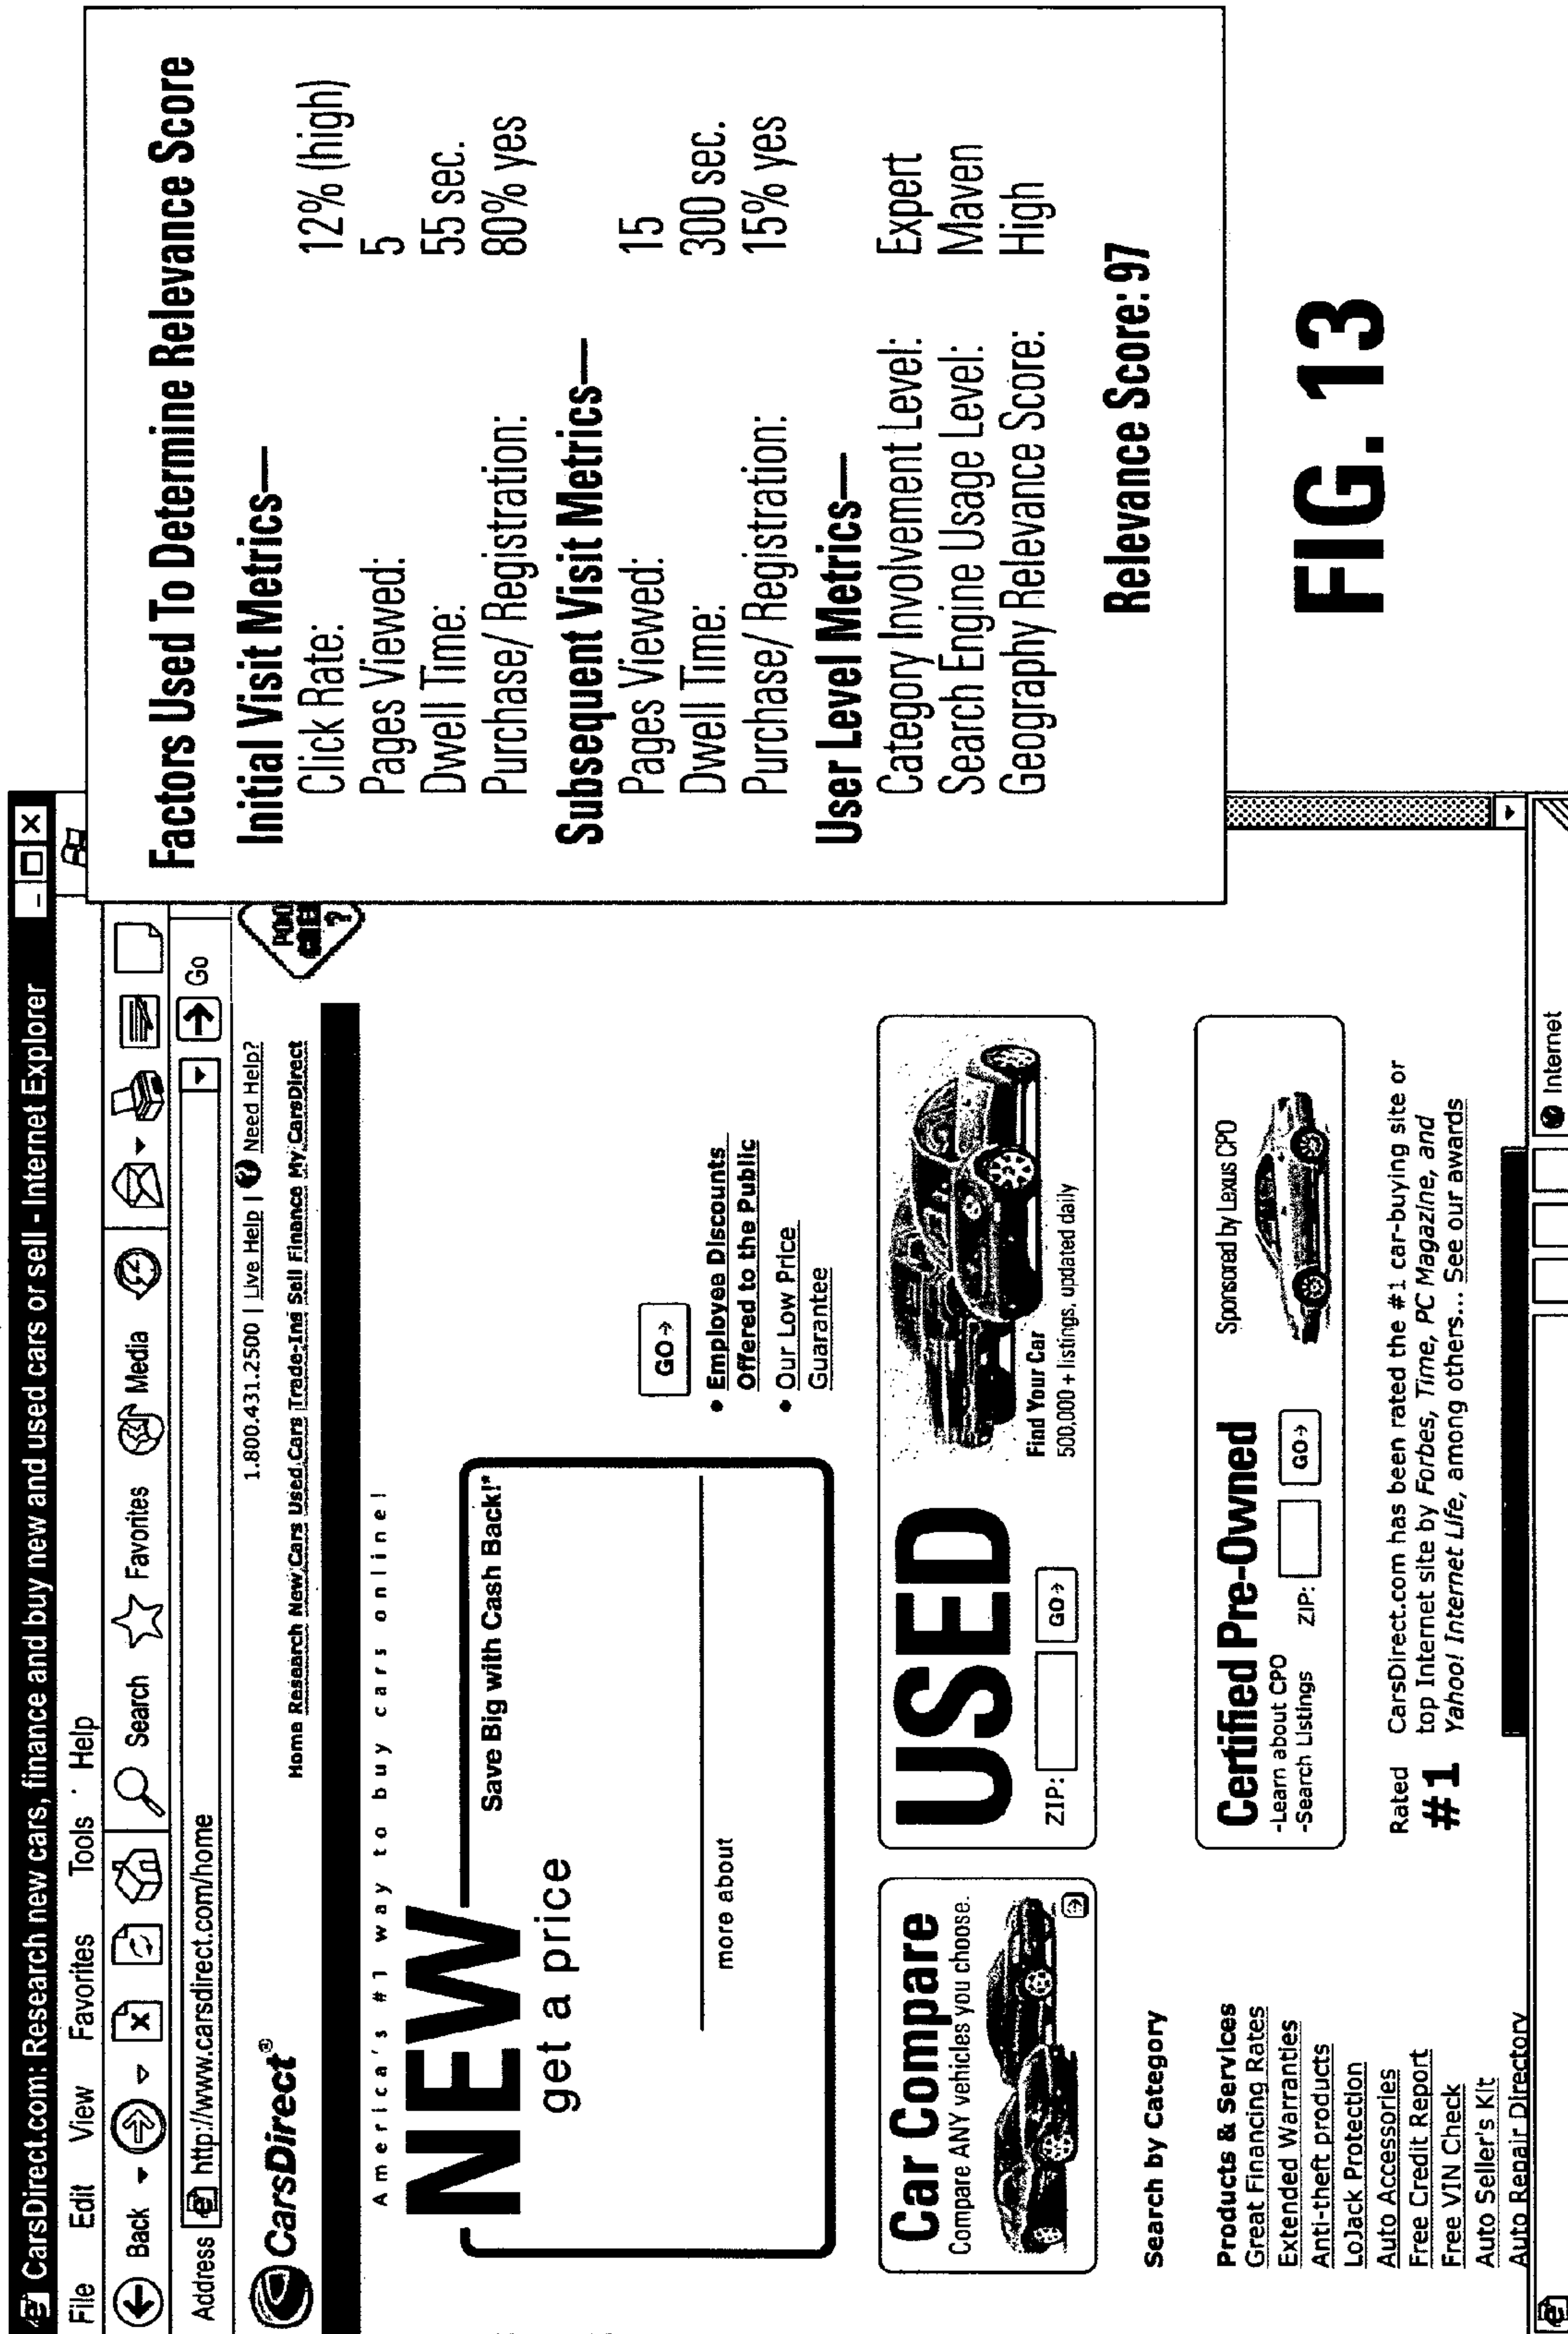 CarsDirect.com: Research new cars, finance and buy new and used cars or sell - Internet Explorer
File Edit View Favorites Tools Help
Back Search Favorites Media
Address http://www.carsdirect.com/home Go
CarsDirect®
1.800.431.2500 | Live Help | ? Need Help?
Home Research New Cars Used Cars Trade-Ins Sell Finance My CarsDirect
America's #1 way to buy cars online!
NEW
Save Big with Cash Back!*
get a price
GO→
more about
• Employee Discounts
Offered to the Public
• Our Low Price
Guarantee
Car Compare
Compare ANY vehicles you choose.
USED
ZIP: GO→
Find Your Car
500,000 + listings, updated daily
Search by Category
Products & Services
Great Financing Rates
Extended Warranties
Anti-theft products
LoJack Protection
Auto Accessories
Free Credit Report
Free VIN Check
Auto Seller's Kit
Auto Repair Directory
Certified Pre-Owned
Sponsored by Lexus CPO
-Learn about CPO
-Search Listings ZIP: GO→
Rated
#1
CarsDirect.com has been rated the #1 car-buying site or
top Internet site by Forbes, Time, PC Magazine, and
Yahoo! Internet Life, among others... See our awards
Internet
Factors Used To Determine Relevance Score
Initial Visit Metrics—
Click Rate: 12% (high)
Pages Viewed: 5
Dwell Time: 55 sec.
Purchase/ Registration: 80% yes
Subsequent Visit Metrics—
Pages Viewed: 15
Dwell Time: 300 sec.
Purchase/ Registration: 15% yes
User Level Metrics—
Category Involvement Level: Expert
Search Engine Usage Level: Maven
Geography Relevance Score: High
Relevance Score: 97
FIG. 13